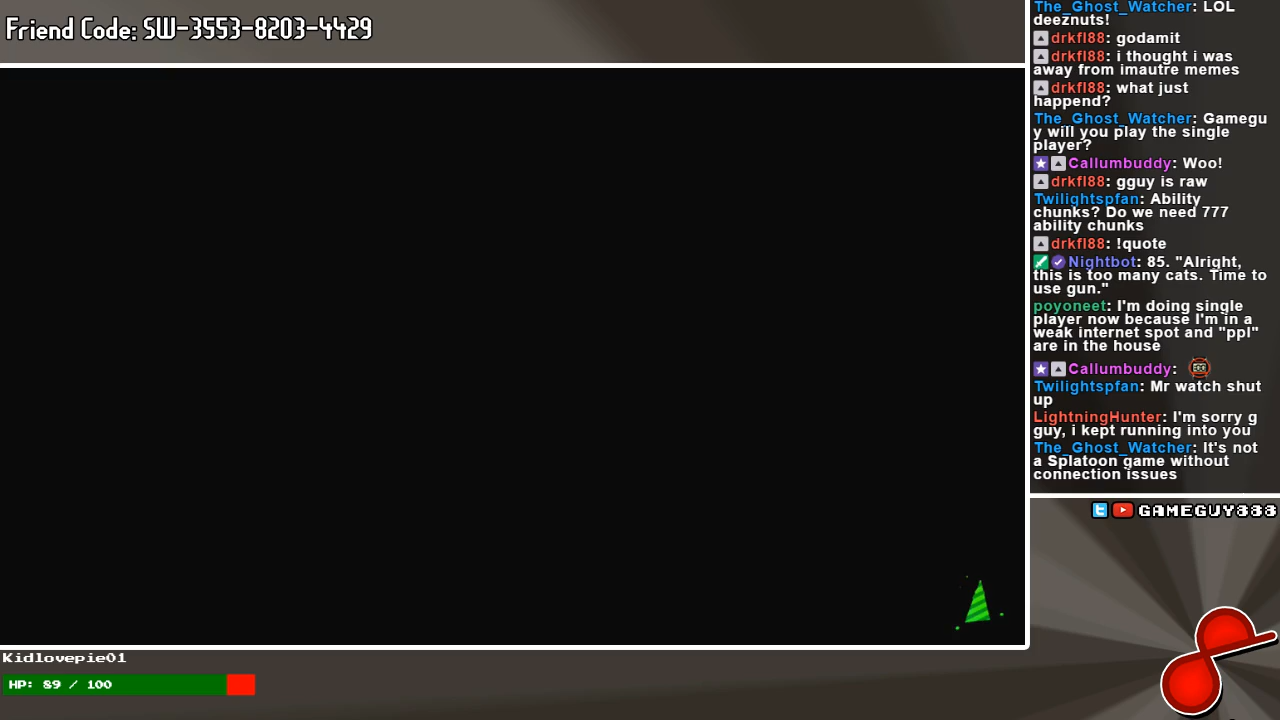 Friend Code: SW-3553-8203-4429
The_Ghost_Watcher: LOL
deeznuts!
drkfl88: godamit
drkfl88: i thought i was
away from imautre memes
drkfl88: what just
happend?
The_Ghost_Watcher: Gamegu
y will you play the single
player?
Callumbuddy: Woo!
drkfl88: gguy is raw
Twilightspfan: Ability
chunks? Do we need 777
ability chunks
drkfl88: !quote
Nightbot: 85. "Alright,
this is too many cats. Time to
use gun."
poyoneet: I'm doing single
player now because I'm in a
weak internet spot and "ppl"
are in the house
Callumbuddy:
Twilightspfan: Mr watch shut
up
LightningHunter: I'm sorry g
guy, i kept running into you
The_Ghost_Watcher: It's not
a Splatoon game without
connection issues
GAMEGUY888
Kidlovepie01
HP: 89 / 100